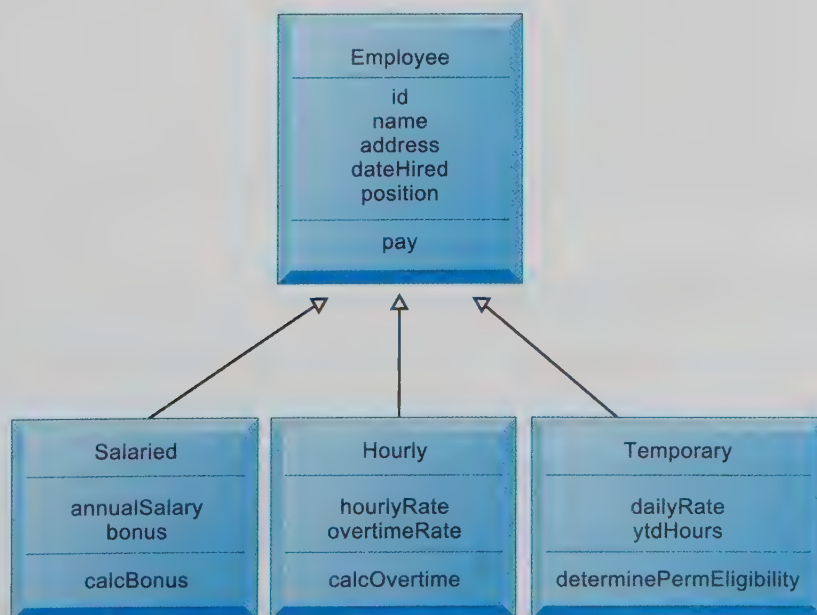 Employee
id
name
address
dateHired
position
pay
Salaried
annualSalary
bonus
calcBonus
Hourly
hourlyRate
overtimeRate
calcOvertime
Temporary
dailyRate
ytdHours
determinePermEligibility